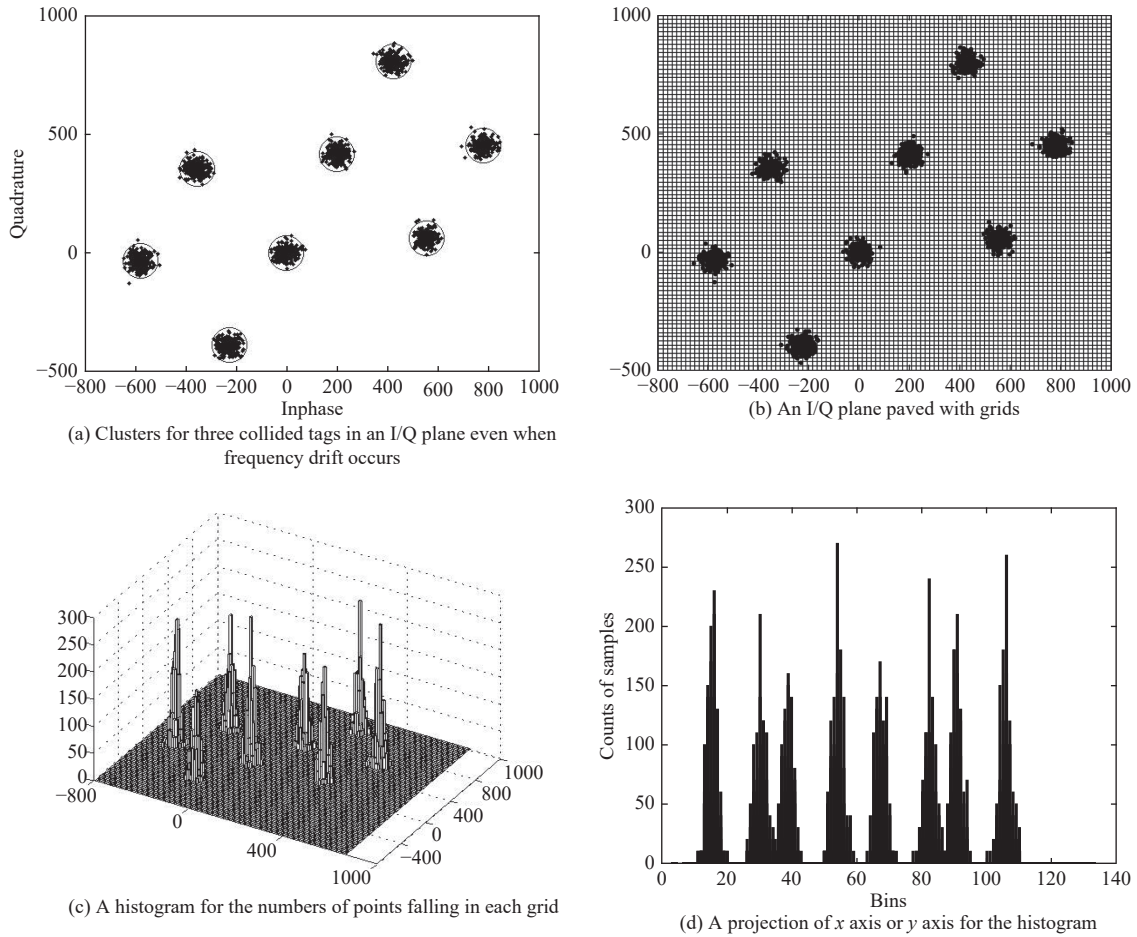 1000
500
0
−500
Quadrature
−800 −600 −400 −200 0 200 400 600 800 1000
Inphase
(a) Clusters for three collided tags in an I/Q plane even when
frequency drift occurs
1000
500
0
−500
−800 −600 −400 −200 0 200 400 600 800 1000
(b) An I/Q plane paved with grids
300
250
200
150
100
50
0
−800
0
400
1000
−400
0
400
800
1000
(c) A histogram for the numbers of points falling in each grid
300
250
200
150
100
50
0
Counts of samples
0 20 40 60 80 100 120 140
Bins
(d) A projection of x axis or y axis for the histogram